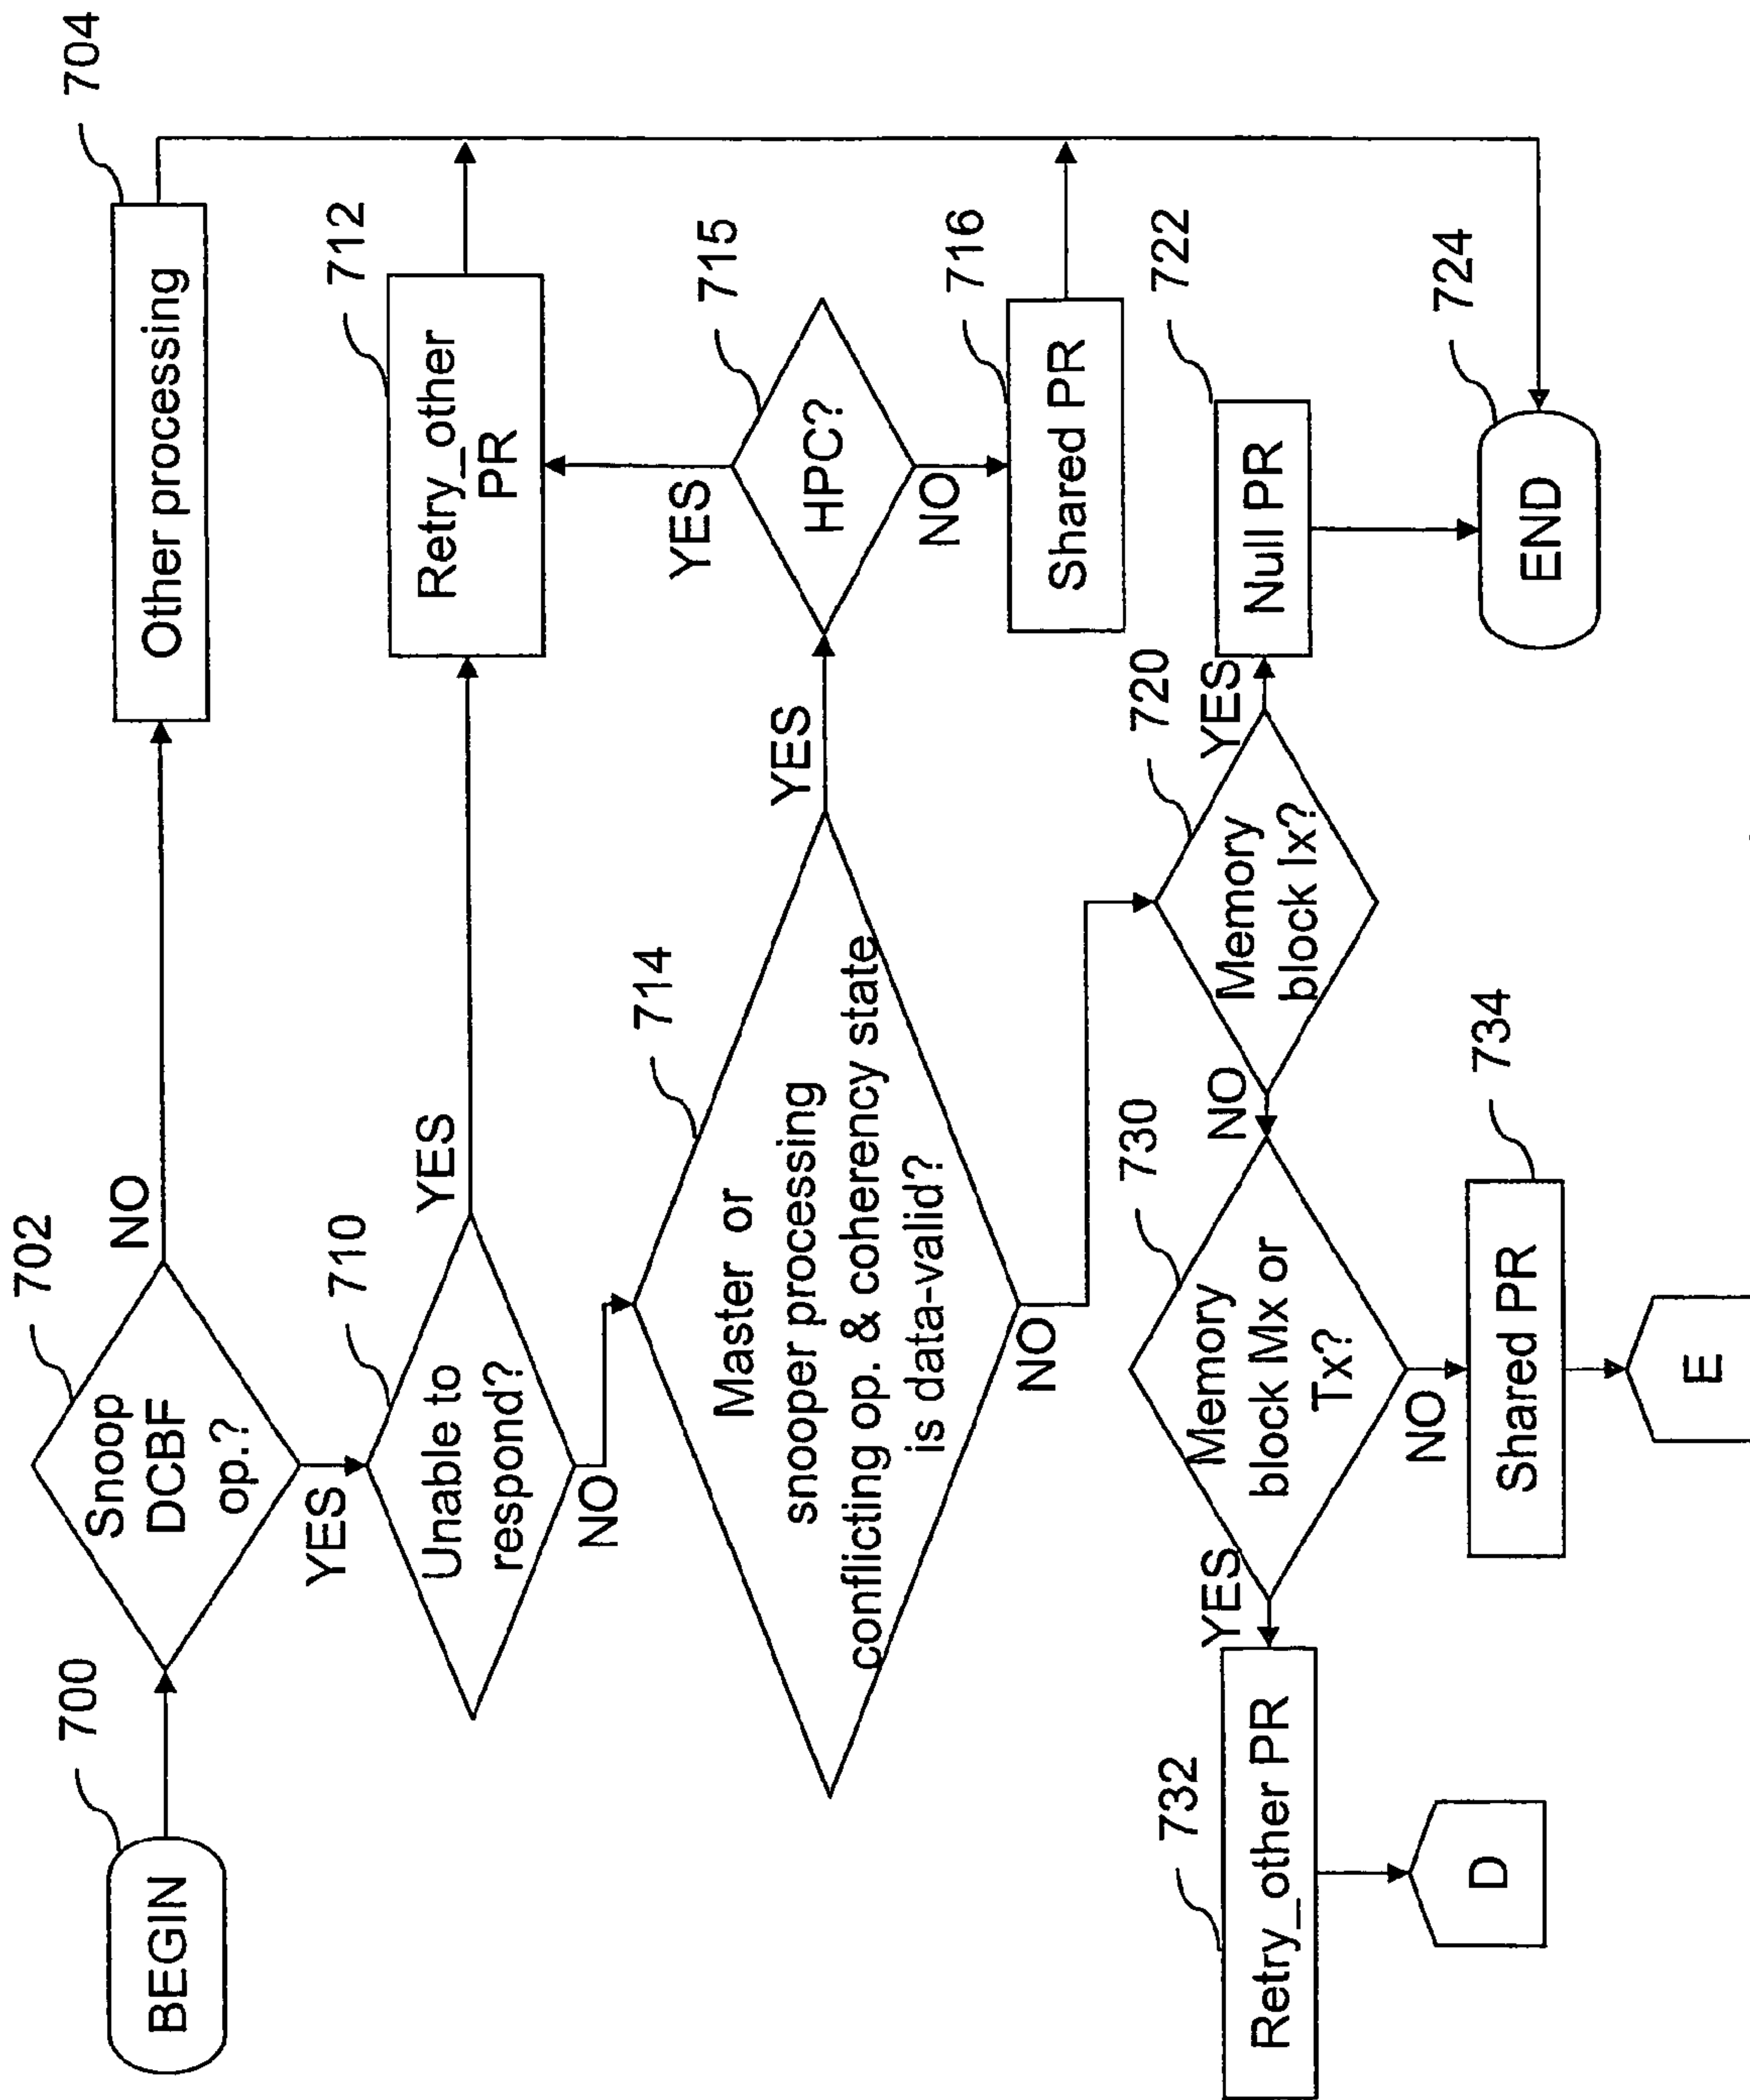 700
BEGIN
702
Snoop
DCBF
op.?
NO
704
Other processing
YES
710
Unable to
respond?
YES
712
Retry_other
PR
NO
714
Master or
snooper processing
conflicting op. & coherency state
is data-valid?
YES
715
HPC?
YES
NO
716
Shared PR
NO
720
Memory
block Ix?
YES
722
Null PR
724
END
NO
730
Memory
block Mx or
Tx?
YES
732
Retry_other PR
D
NO
734
Shared PR
E